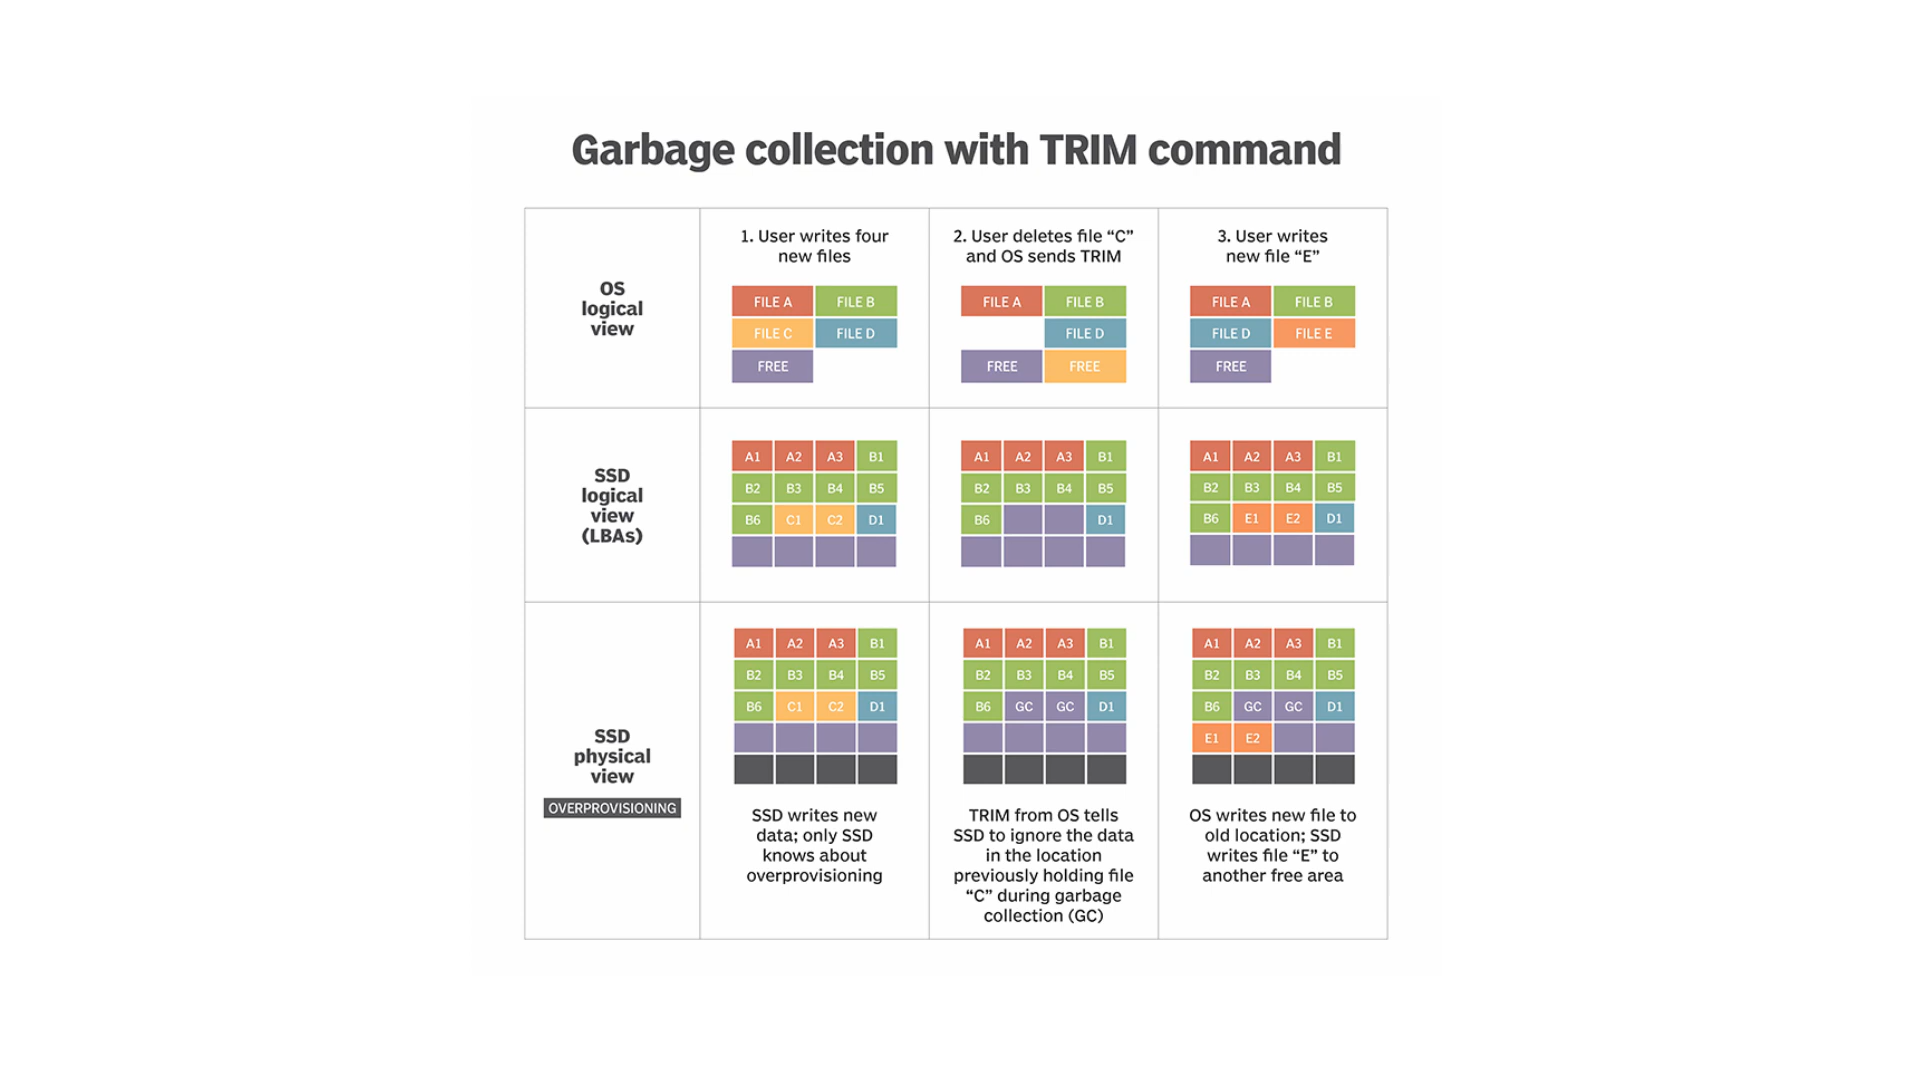 Garbage collection with TRIM command
OS
logical
view
1. User writes four
new files
FILE A FILE B
FILE C FILE D
FREE
2. User deletes file “C”
and OS sends TRIM
FILE A FILE B
FILE D
FREE FREE
3. User writes
new file “E”
FILE A FILE B
FILE D FILE E
FREE
SSD
logical
view
(LBAs)
A1 A2 A3 B1
B2 B3 B4 B5
B6 C1 C2 D1
A1 A2 A3 B1
B2 B3 B4 B5
B6 D1
A1 A2 A3 B1
B2 B3 B4 B5
B6 E1 E2 D1
SSD
physical
view
OVERPROVISIONING
A1 A2 A3 B1
B2 B3 B4 B5
B6 C1 C2 D1
SSD writes new
data; only SSD
knows about
overprovisioning
A1 A2 A3 B1
B2 B3 B4 B5
B6 GC GC D1
TRIM from OS tells
SSD to ignore the data
in the location
previously holding file
“C” during garbage
collection (GC)
A1 A2 A3 B1
B2 B3 B4 B5
B6 GC GC D1
E1 E2
OS writes new file to
old location; SSD
writes file “E” to
another free area